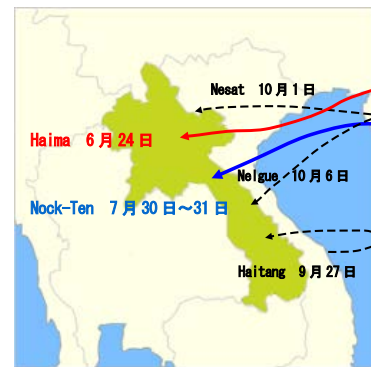 Nesat 10月1日
Haima 6月24日
Nelgue 10月6日
Nock-Ten 7月30日～31日
Haitang 9月27日